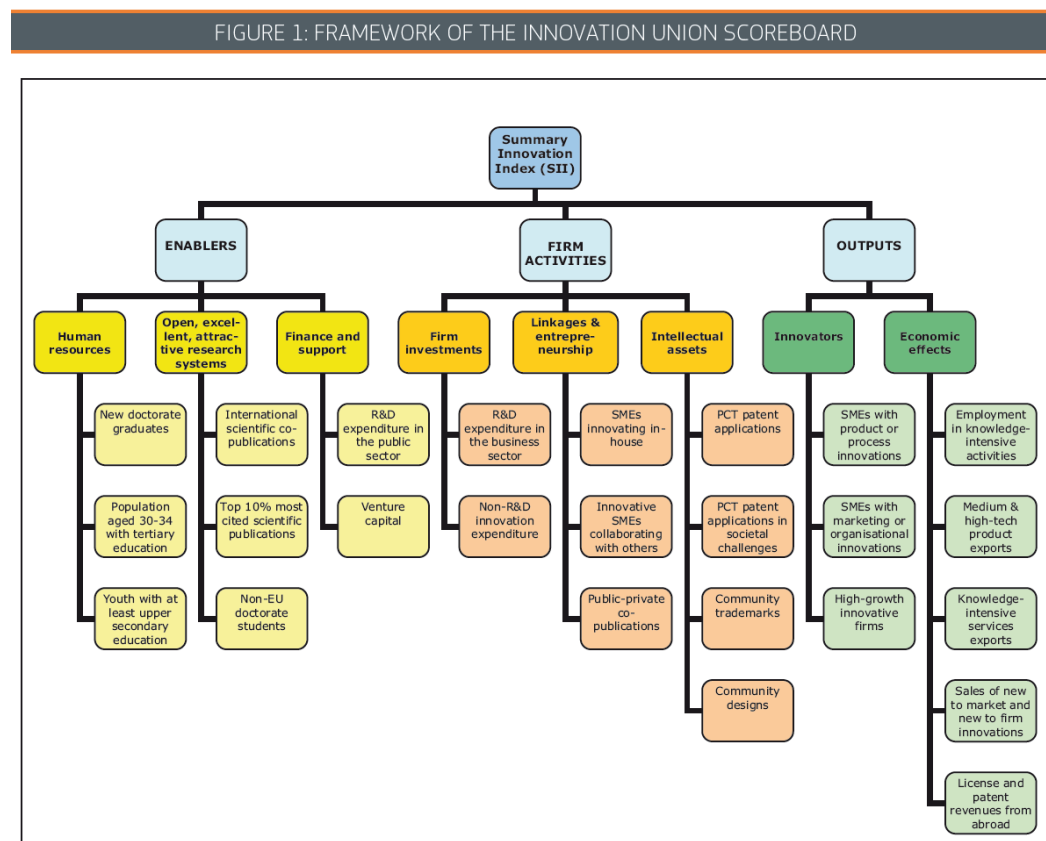 FIGURE 1: FRAMEWORK OF THE INNOVATION UNION SCOREBOARD
Summary
Innovation
Index (SII)
ENABLERS
FIRM
ACTIVITIES
OUTPUTS
Human
resources
Open, excel-
lent, attrac-
tive research
systems
Finance and
support
Firm
investments
Linkages &
entrepre-
neurship
Intellectual
assets
Innovators
Economic
effects
New doctorate
graduates
International
scientific co-
publications
R&D
expenditure in
the public
sector
R&D
expenditure in
the business
sector
SMEs
innovating in-
house
PCT patent
applications
SMEs with
product or
process
innovations
Employment
in knowledge-
intensive
activities
Population
aged 30-34
with tertiary
education
Top 10% most
cited scientific
publications
Venture
capital
Non-R&D
innovation
expenditure
Innovative
SMEs
collaborating
with others
PCT patent
applications in
societal
challenges
SMEs with
marketing or
organisational
innovations
Medium &
high-tech
product
exports
Youth with at
least upper
secondary
education
Non-EU
doctorate
students
Public-private
co-
publications
Community
trademarks
High-growth
innovative
firms
Knowledge-
intensive
services
exports
Community
designs
Sales of new
to market and
new to firm
innovations
License and
patent
revenues from
abroad